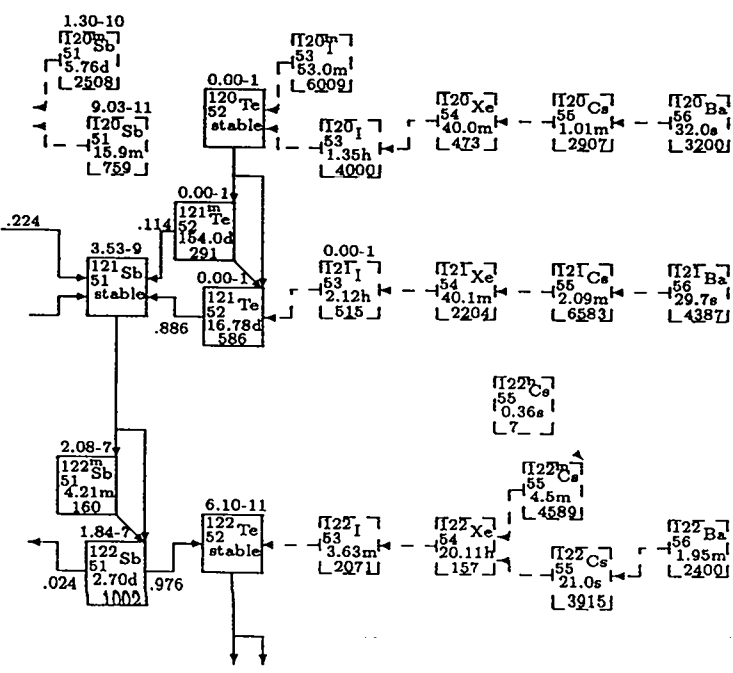 1.30-10
120m Sb
51
5.76d
2508
9.03-11
120 Sb
51
15.9m
759
0.00-1
120 Te
52
stable
120m I
53
53.0m
6009
120 I
53
1.35h
4000
120 Xe
54
40.0m
473
120 Cs
55
1.01m
2907
120 Ba
56
32.0s
3200
.224
3.53-9
121 Sb
51
stable
.114
.886
0.00-1
121m Te
52
154.0d
291
0.00-1
121 Te
52
16.78d
586
0.00-1
121 I
53
2.12h
515
121 Xe
54
40.1m
2204
121 Cs
55
2.09m
6583
121 Ba
56
29.7s
4387
122n Cs
55
0.36s
7
2.08-7
122m Sb
51
4.21m
160
1.84-7
122 Sb
51
2.70d
1002
.024
.976
6.10-11
122 Te
52
stable
122 I
53
3.63m
2071
122 Xe
54
20.11h
157
122m Cs
55
4.5m
4589
122 Cs
55
21.0s
3915
122 Ba
56
1.95m
2400